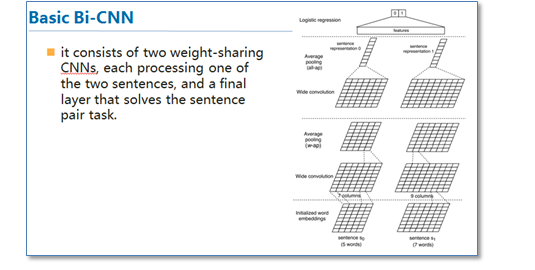 Basic Bi-CNN
it consists of two weight-sharing
CNNs, each processing one of
the two sentences, and a final
layer that solves the sentence
pair task.
Logistic regression
0 1
features
Average
pooling
(all-ap)
sentence
representation 0
sentence
representation 1
Wide convolution
Average
pooling
(w-ap)
Wide convolution
7 columns
9 columns
Initialized word
embeddings
sentence s0
(5 words)
sentence s1
(7 words)